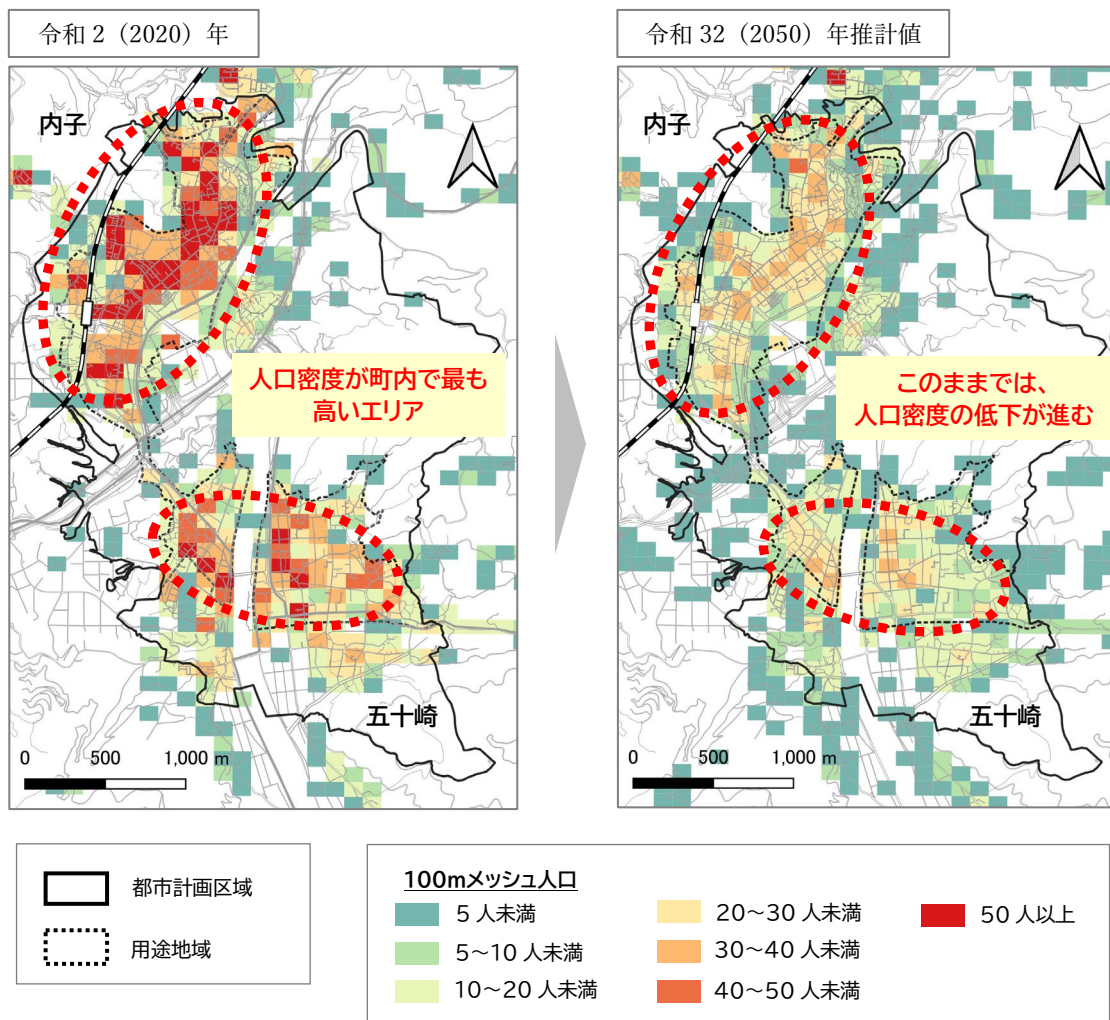 令和２（2020）年
令和 32（2050）年推計値
内子
人口密度が町内で最も
高いエリア
五十崎
0 500 1,000 m
内子
このままでは、
人口密度の低下が進む
五十崎
0 500 1,000 m
都市計画区域
用途地域
100mメッシュ人口
5 人未満
5～10 人未満
10～20 人未満
20～30 人未満
30～40 人未満
40～50 人未満
50 人以上